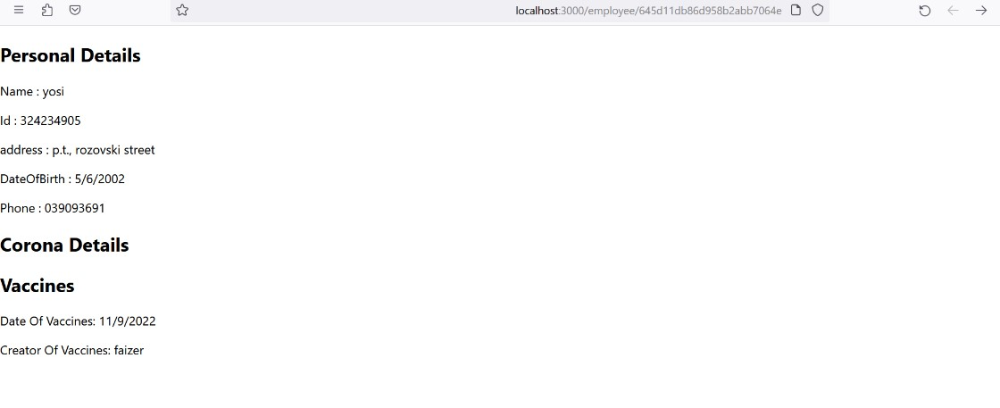 localhost:3000/employee/645d11db86d958b2abb7064e
Personal Details
Name : yosi
Id : 324234905
address : p.t., rozovski street
DateOfBirth : 5/6/2002
Phone : 039093691
Corona Details
Vaccines
Date Of Vaccines: 11/9/2022
Creator Of Vaccines: faizer